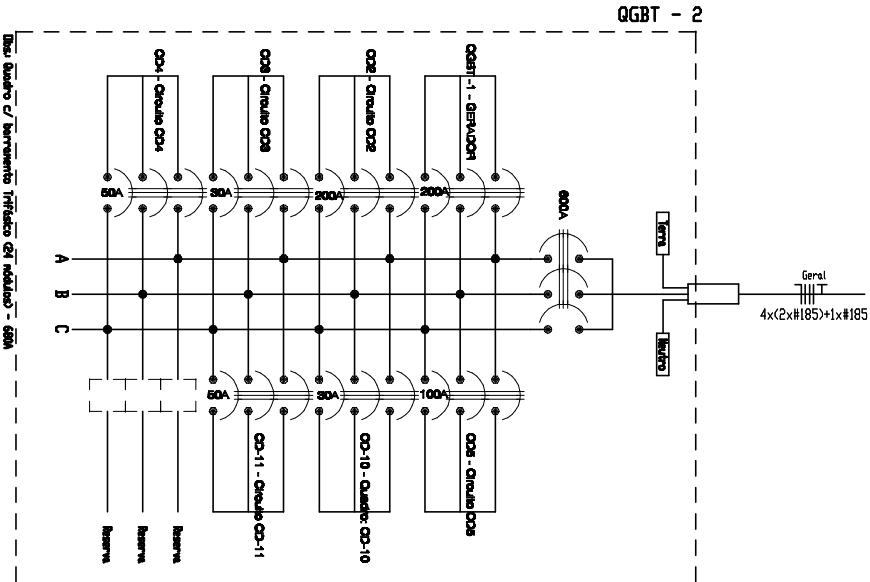 QGBT - 2
CD4 - Circuito CD4
CD3 - Circuito CD3
CD2 - Circuito CD2
QGBT -1 - GERADOR
50A
30A
200A
200A
600A
Terra
Geral
4x(2x#185)+1x#185
Neutro
A
B
C
50A
30A
100A
CD-11 - Circuito CD-11
CD-10 - Quadro: CD-10
CD5 - Circuito CD5
Reserva
Reserva
Reserva
Obs.: Quadro c/ barramento Trifásico (24 módulos) - 680A